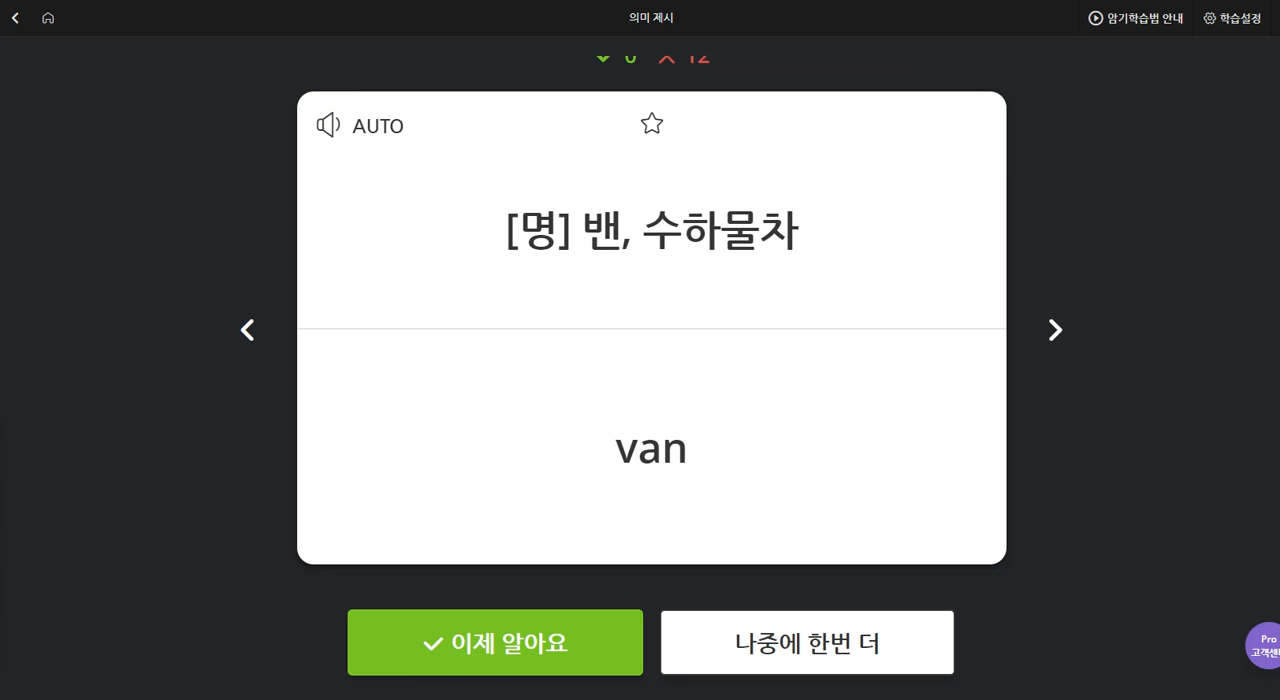 의미 제시
암기학습법 안내
학습설정
AUTO
[명] 밴, 수하물차
van
이제 알아요
나중에 한번 더
Pro